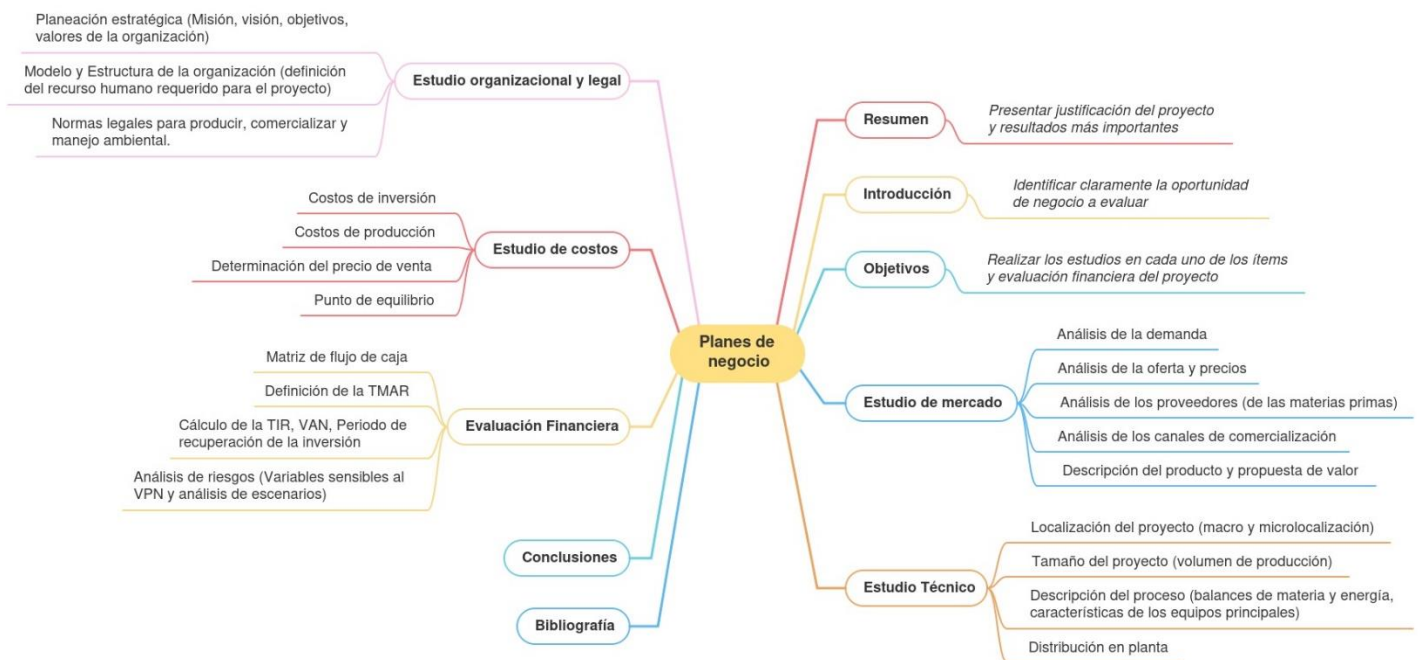 Planes de
negocio
Resumen
Presentar justificación del proyecto
y resultados más importantes
Introducción
Identificar claramente la oportunidad
de negocio a evaluar
Objetivos
Realizar los estudios en cada uno de los ítems
y evaluación financiera del proyecto
Estudio de mercado
Análisis de la demanda
Análisis de la oferta y precios
Análisis de los proveedores (de las materias primas)
Análisis de los canales de comercialización
Descripción del producto y propuesta de valor
Estudio Técnico
Localización del proyecto (macro y microlocalización)
Tamaño del proyecto (volumen de producción)
Descripción del proceso (balances de materia y energía,
características de los equipos principales)
Distribución en planta
Estudio organizacional y legal
Planeación estratégica (Misión, visión, objetivos,
valores de la organización)
Modelo y Estructura de la organización (definición
del recurso humano requerido para el proyecto)
Normas legales para producir, comercializar y
manejo ambiental.
Estudio de costos
Costos de inversión
Costos de producción
Determinación del precio de venta
Punto de equilibrio
Evaluación Financiera
Matriz de flujo de caja
Definición de la TMAR
Cálculo de la TIR, VAN, Periodo de
recuperación de la inversión
Análisis de riesgos (Variables sensibles al
VPN y análisis de escenarios)
Conclusiones
Bibliografía